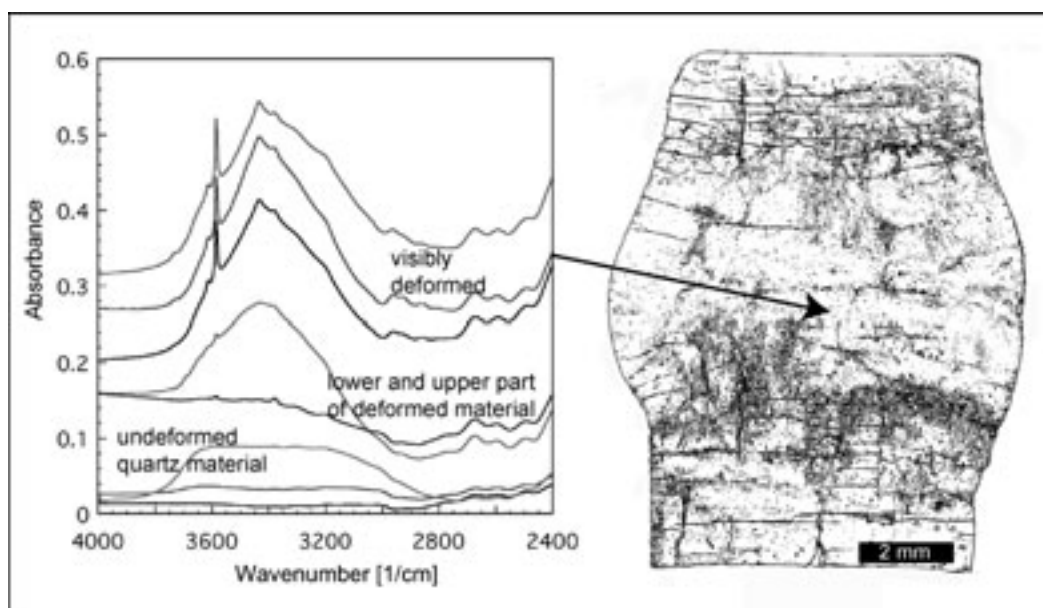 0.6
0.5
0.4
0.3
0.2
0.1
0
Absorbance
visibly
deformed
lower and upper part
of deformed material
undeformed
quartz material
4000
3600
3200
2800
2400
Wavenumber [1/cm]
2 mm